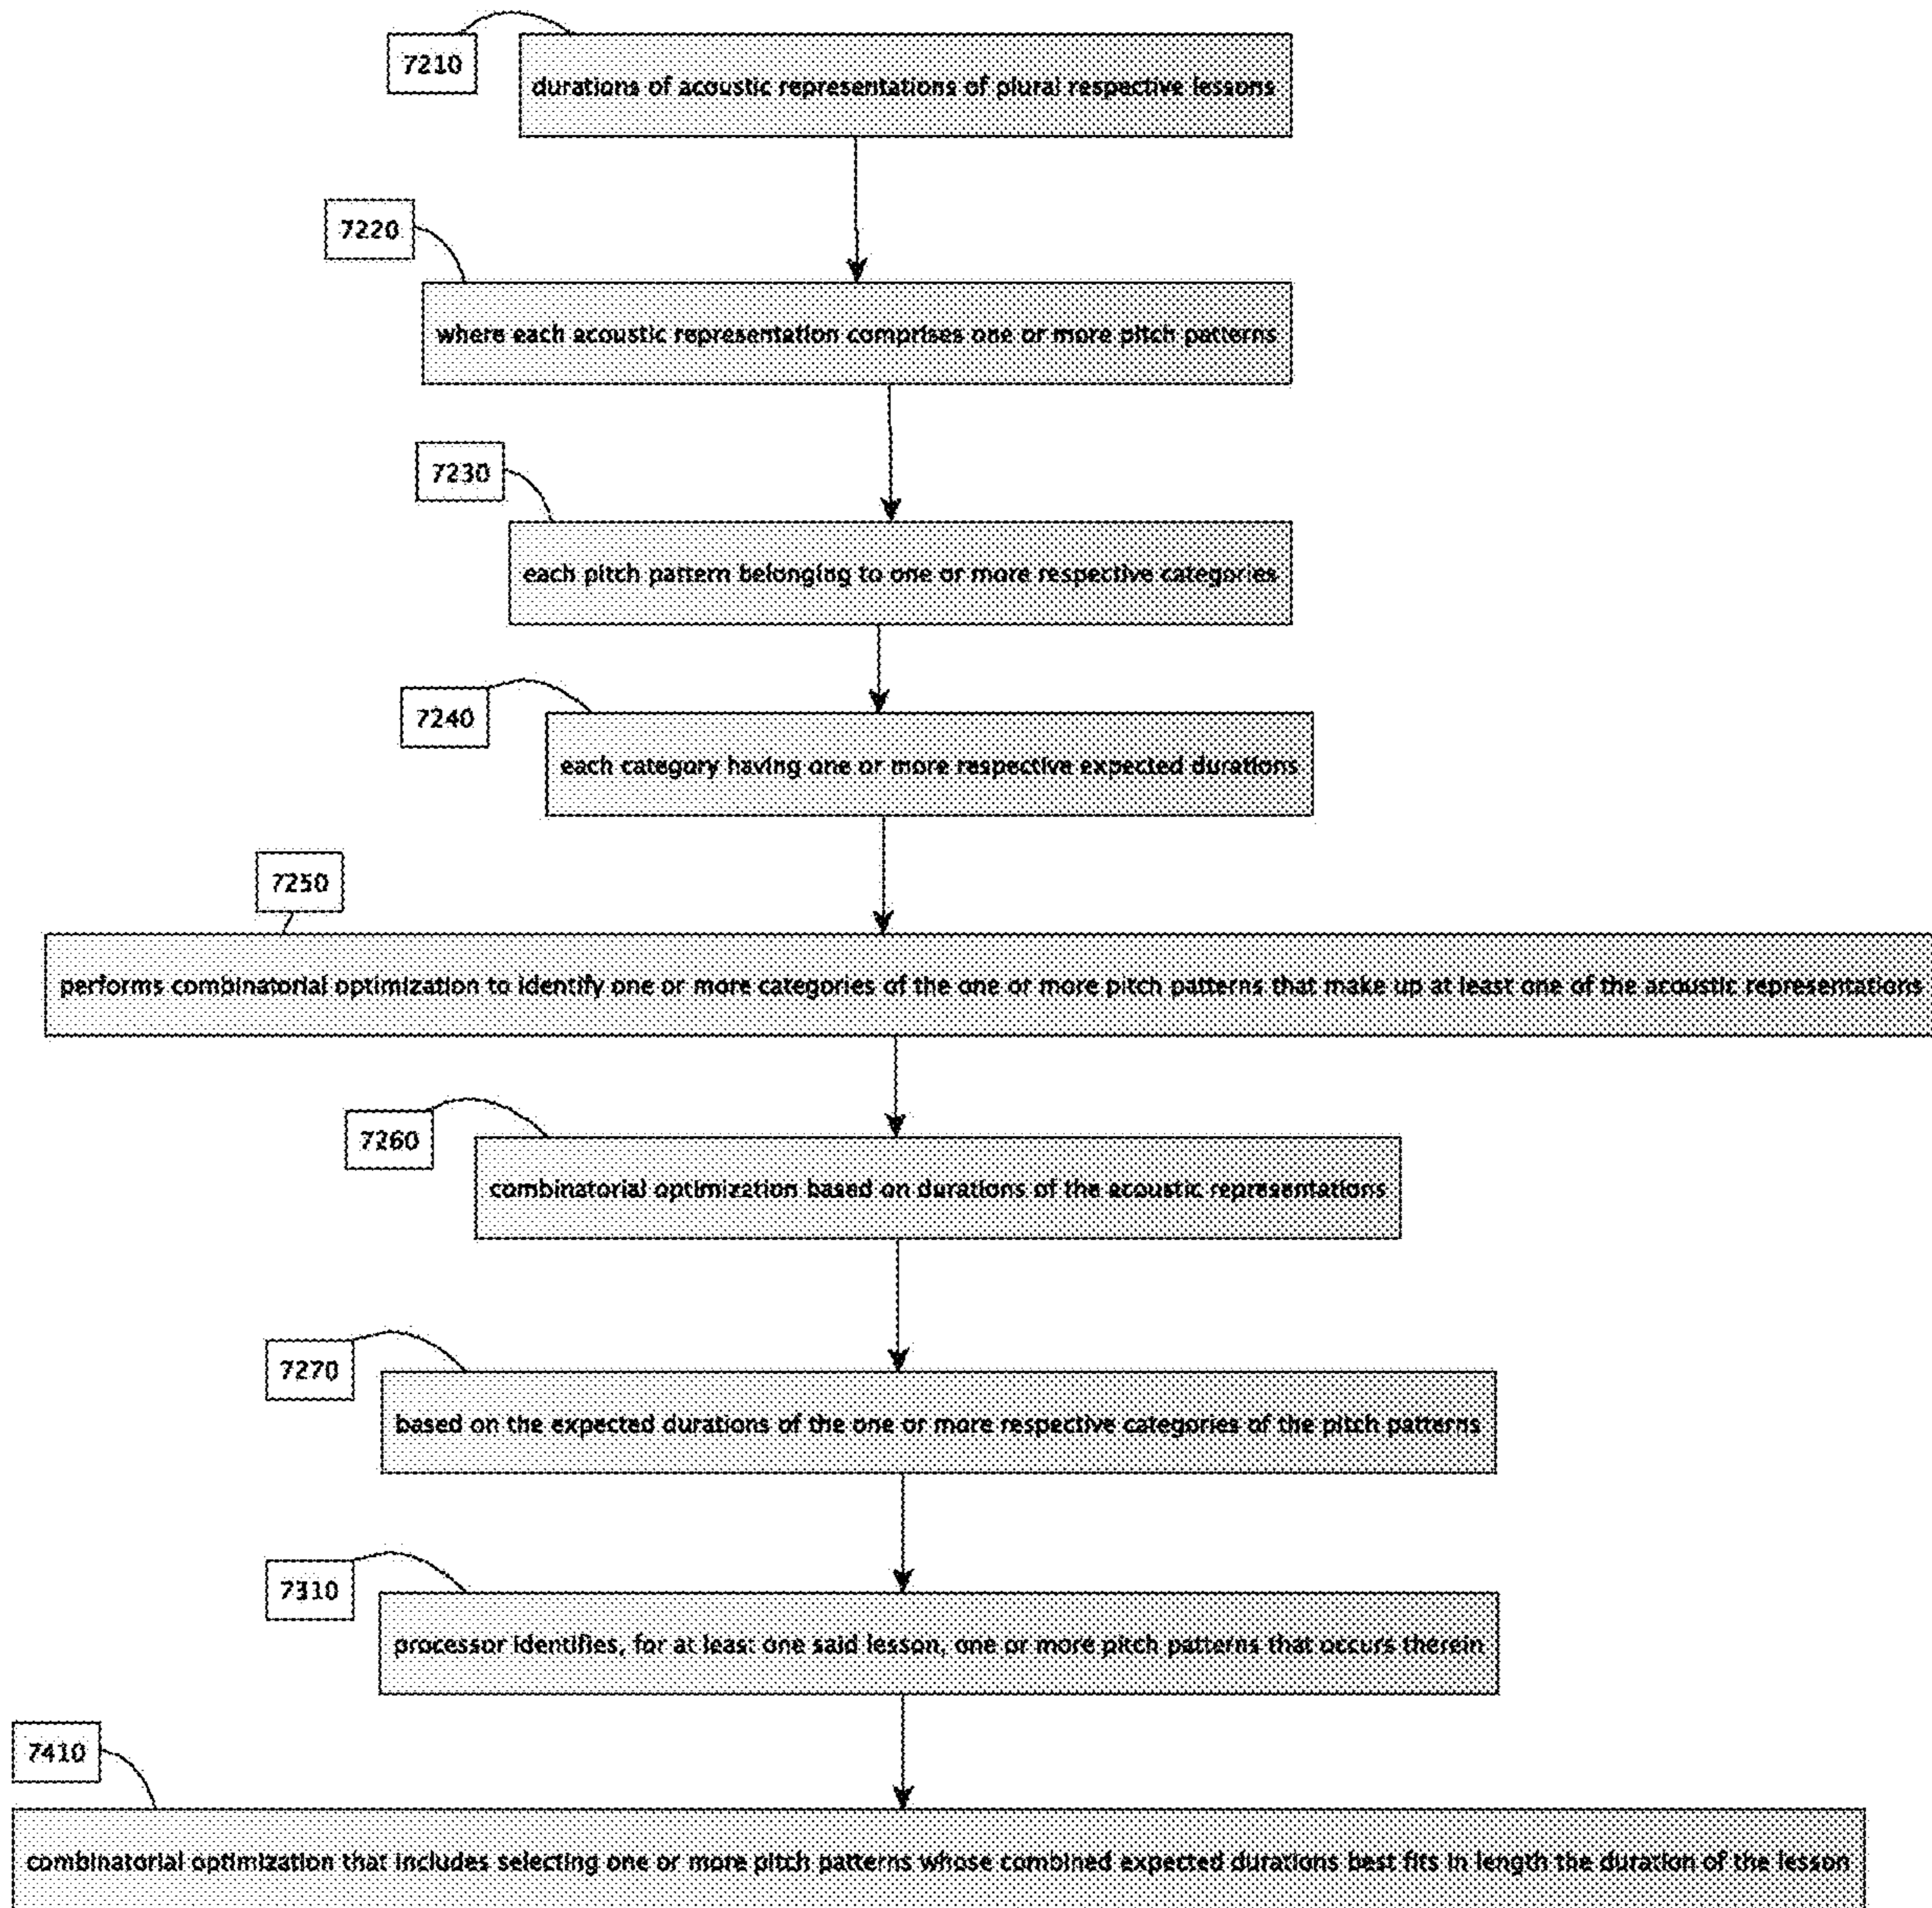 7210
durations of acoustic representations of plural respective lessons
7220
where each acoustic representation comprises one or more pitch patterns
7230
each pitch pattern belonging to one or more respective categories
7240
each category having one or more respective expected durations
7250
performs combinatorial optimization to identify one or more categories of the one or more pitch patterns that make up at least one of the acoustic representations
7260
combinatorial optimization based on durations of the acoustic representations
7270
based on the expected durations of the one or more respective categories of the pitch patterns
7310
processor identifies, for at least one said lesson, one or more pitch patterns that occurs therein
7410
combinatorial optimization that includes selecting one or more pitch patterns whose combined expected durations best fits in length the duration of the lesson